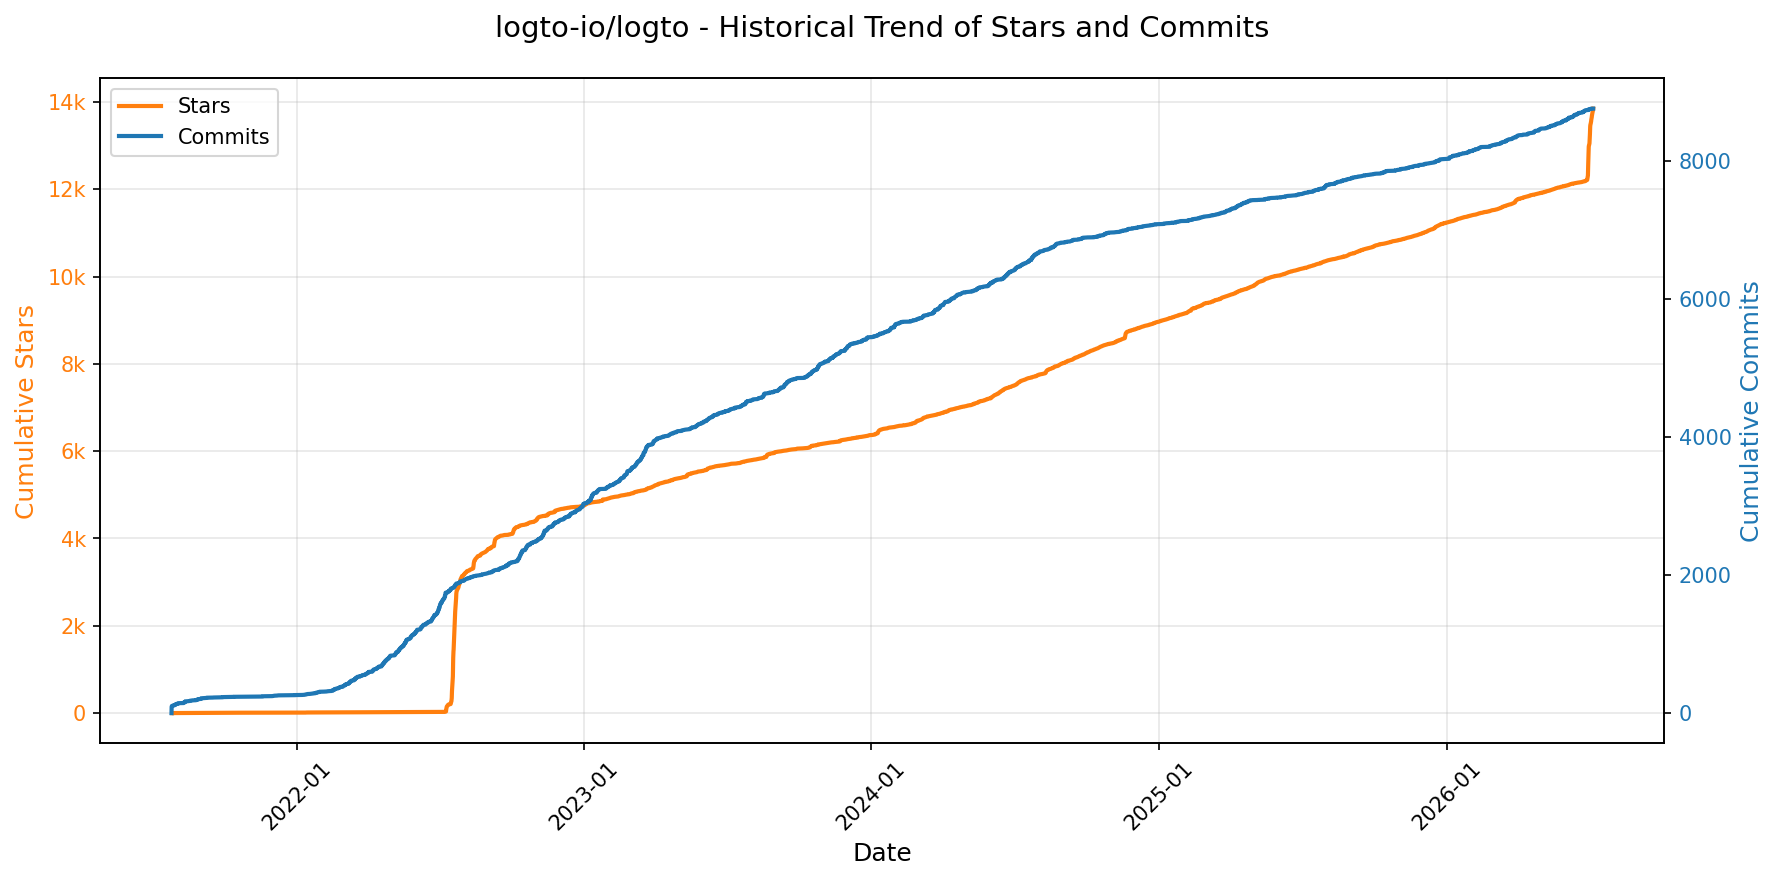 logto-io/logto - Historical Trend of Stars and Commits
Stars
Commits
14k
12k
10k
8k
6k
4k
2k
0
Cumulative Stars
8000
6000
4000
2000
0
Cumulative Commits
2022-01
2023-01
2024-01
2025-01
2026-01
Date